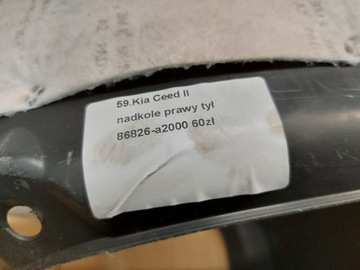 59.Kia Ceed II
nadkole prawy tył
86826-a2000 60zł